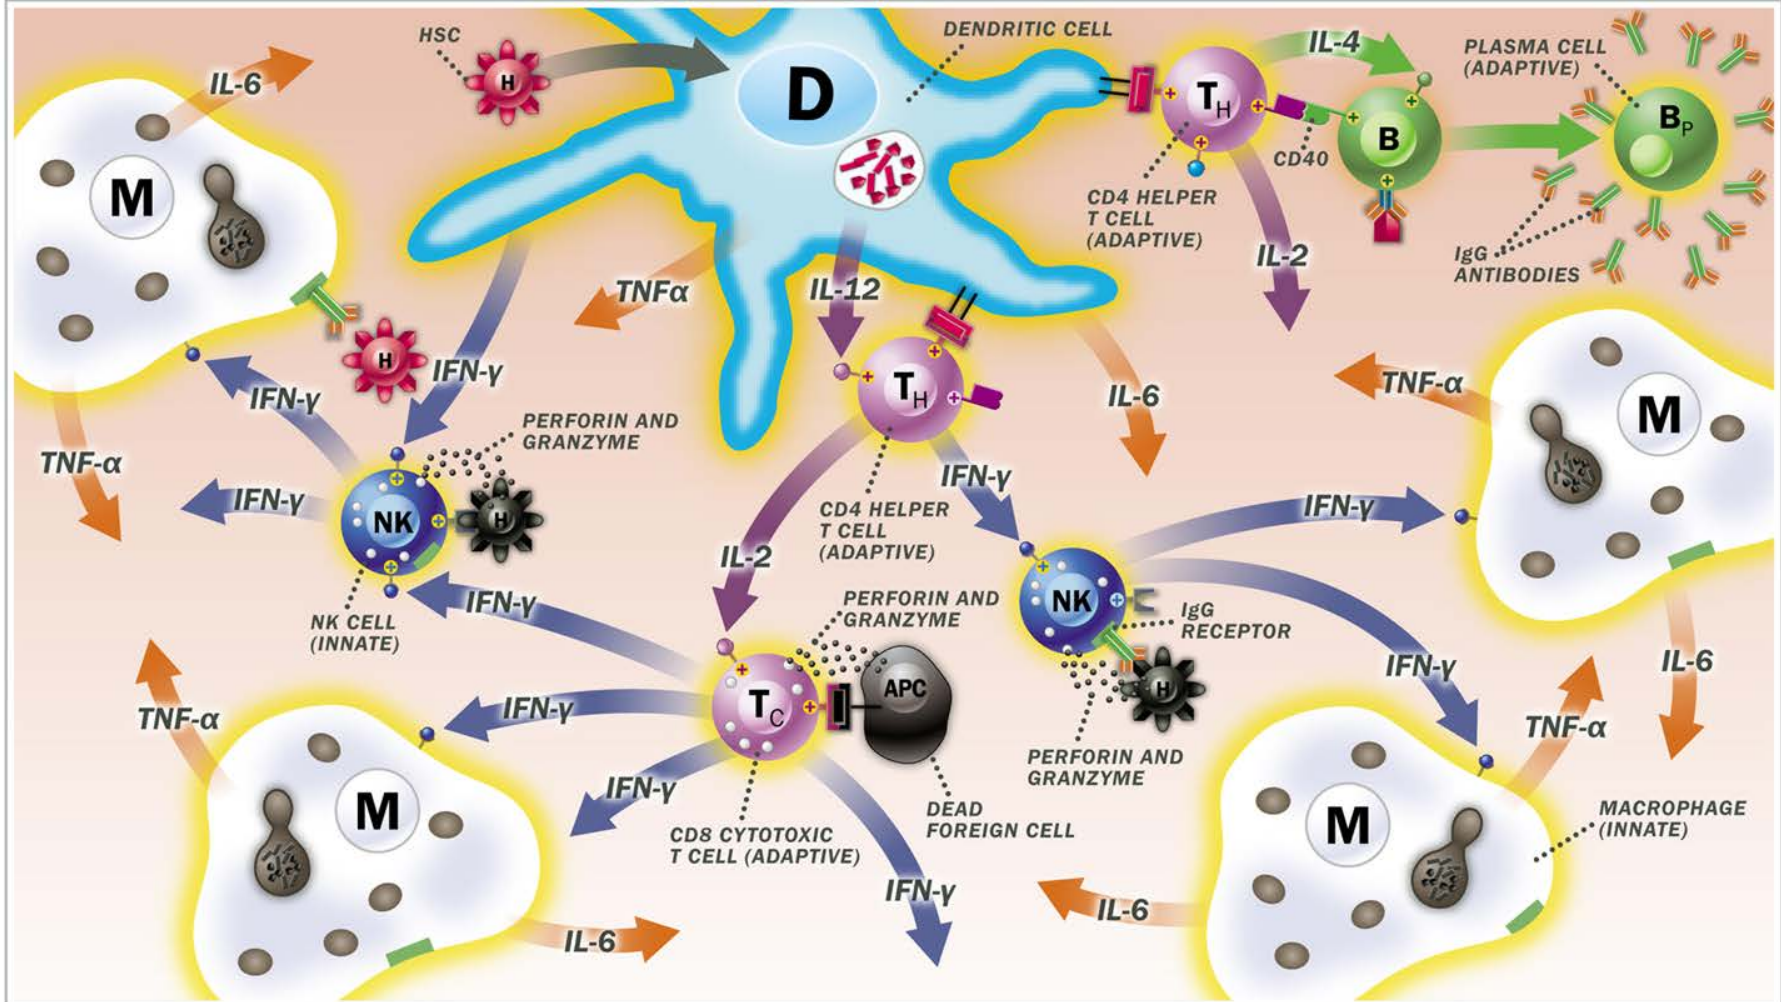 HSC
H
IL-6
D
DENDRITIC CELL
IL-4
PLASMA CELL
(ADAPTIVE)
TH
CD40
B
BP
M
CD4 HELPER
T CELL
(ADAPTIVE)
IL-2
IgG
ANTIBODIES
TNFα
IL-12
H
IFN-γ
IFN-γ
TH
IL-6
TNF-α
M
PERFORIN AND
GRANZYME
TNF-α
IFN-γ
NK
H
IFN-γ
CD4 HELPER
T CELL
(ADAPTIVE)
IFN-γ
IL-2
IFN-γ
NK CELL
(INNATE)
PERFORIN AND
GRANZYME
NK
IgG
RECEPTOR
H
IFN-γ
IL-6
TNF-α
IFN-γ
TC
APC
TNF-α
PERFORIN AND
GRANZYME
IFN-γ
M
CD8 CYTOTOXIC
T CELL (ADAPTIVE)
DEAD
FOREIGN CELL
M
MACROPHAGE
(INNATE)
IFN-γ
IL-6
IL-6